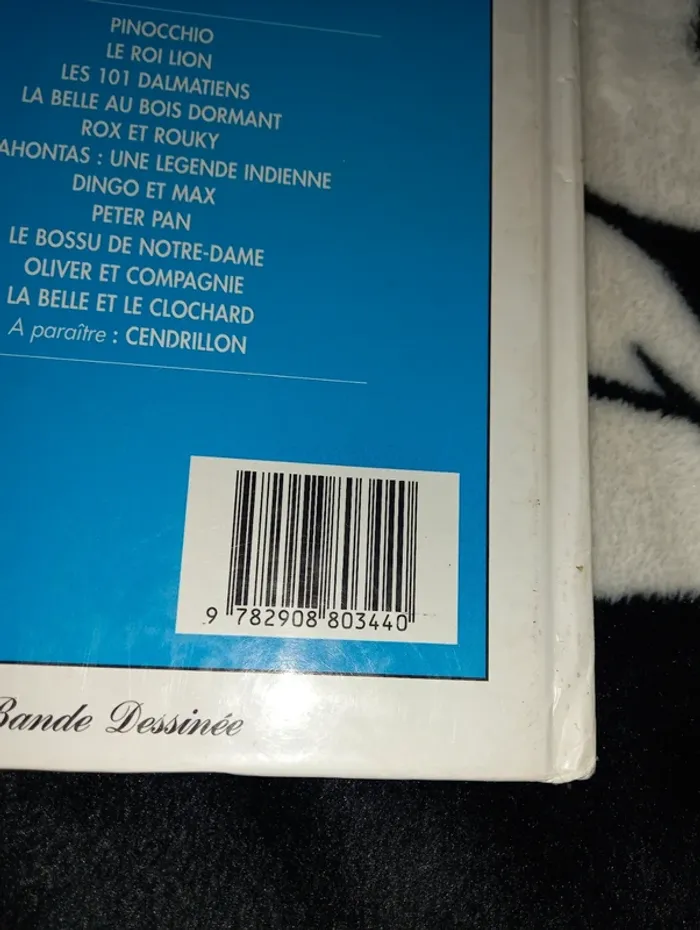 PINOCCHIO
LE ROI LION
LES 101 DALMATIENS
LA BELLE AU BOIS DORMANT
ROX ET ROUKY
AHONTAS : UNE LEGENDE INDIENNE
DINGO ET MAX
PETER PAN
LE BOSSU DE NOTRE-DAME
OLIVER ET COMPAGNIE
LA BELLE ET LE CLOCHARD
A paraître : CENDRILLON
9 782908 803440
Bande Dessinée